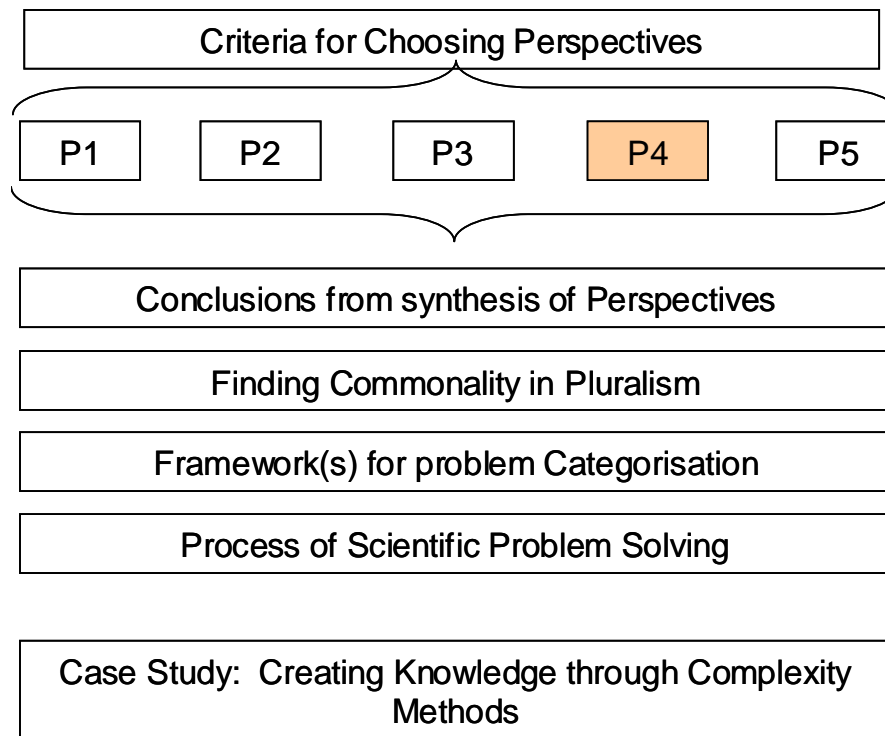 Criteria for Choosing Perspectives
P1 P2 P3 P4 P5
Conclusions from synthesis of Perspectives
Finding Commonality in Pluralism
Framework(s) for problem Categorisation
Process of Scientific Problem Solving
Case Study: Creating Knowledge through Complexity
Methods